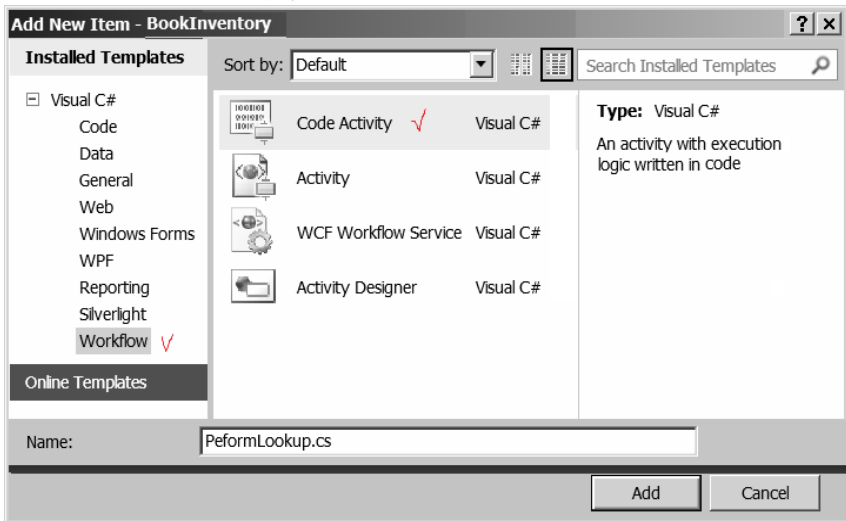 Add New Item - BookInventory ? ×
Installed Templates
Sort by: Default
Search Installed Templates
Visual C#
Code
Data
General
Web
Windows Forms
WPF
Reporting
Silverlight
Workflow
Online Templates
Code Activity Visual C#
Activity Visual C#
WCF Workflow Service Visual C#
Activity Designer Visual C#
Type: Visual C#
An activity with execution
logic written in code
Name: PeformLookup.cs
Add Cancel